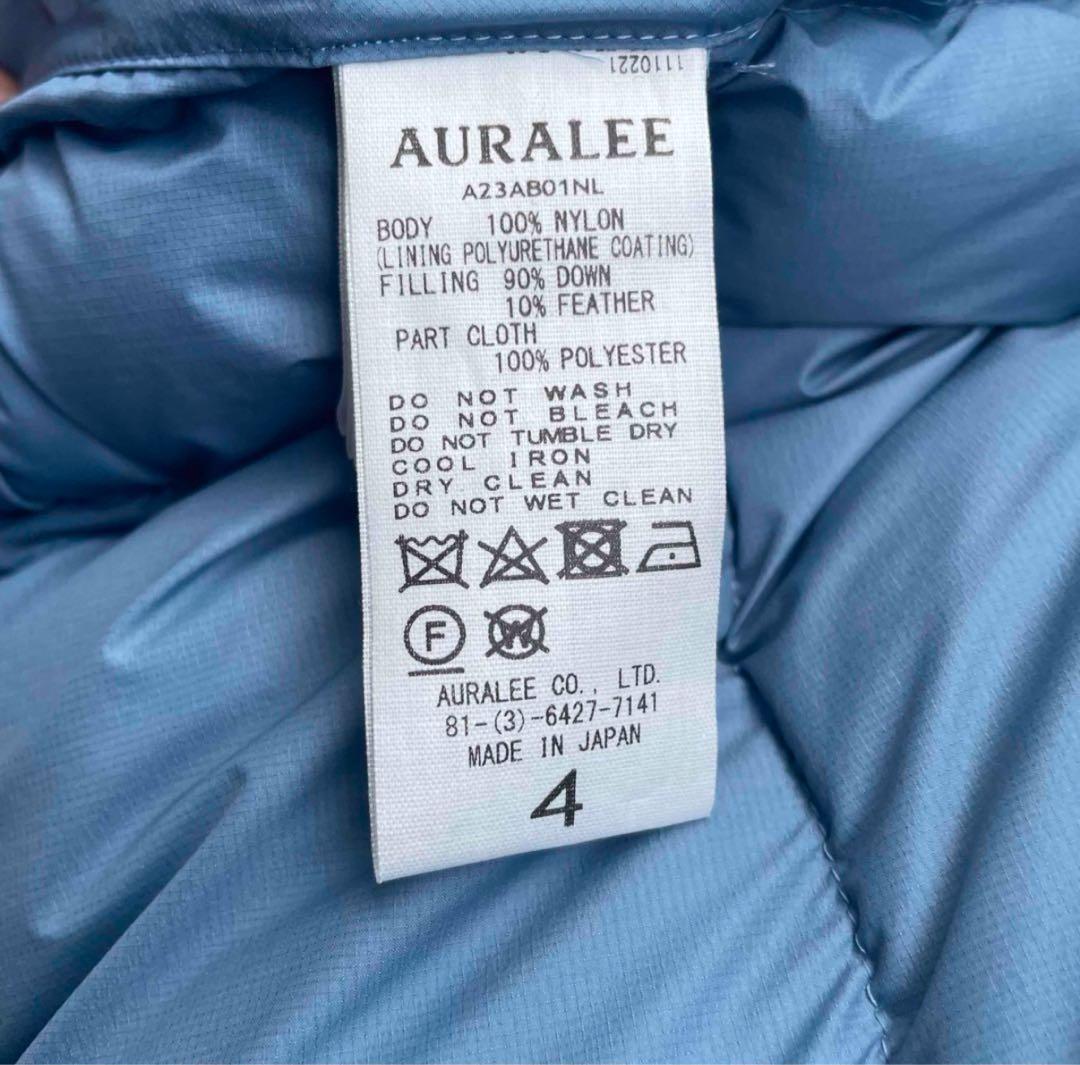 1110221
AURALEE
A23AB01NL
BODY 100% NYLON
(LINING POLYURETHANE COATING)
FILLING 90% DOWN
10% FEATHER
PART CLOTH
100% POLYESTER
DO NOT WASH
DO NOT BLEACH
DO NOT TUMBLE DRY
COOL IRON
DRY CLEAN
DO NOT WET CLEAN
F W
AURALEE CO., LTD.
81-(3)-6427-7141
MADE IN JAPAN
4